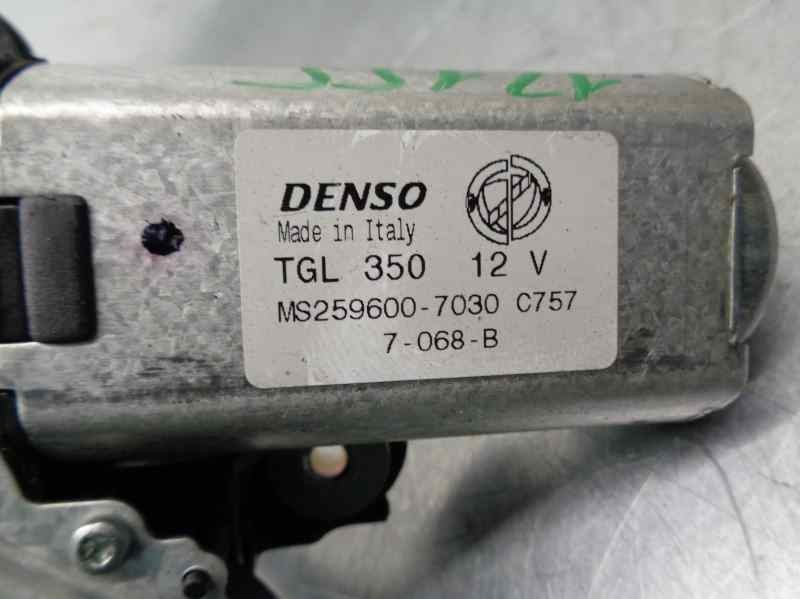 DENSO
Made in Italy
TGL 350 12 V
MS259600-7030 C757
7-068-B